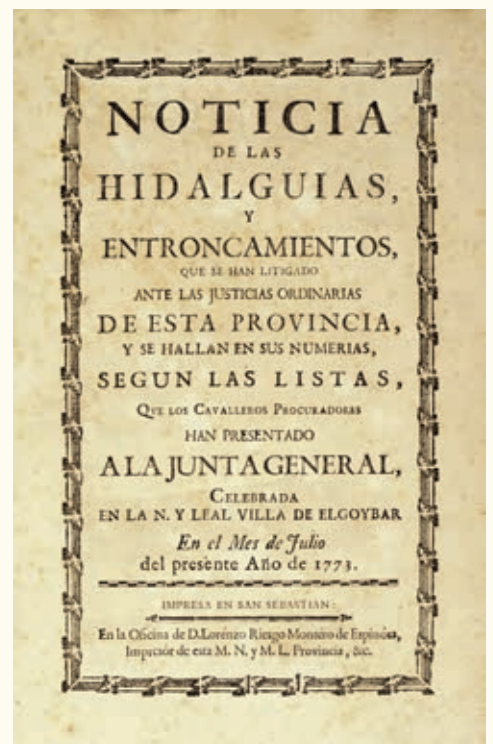 NOTICIA
DE LAS
HIDALGUIAS,
Y
ENTRONCAMIENTOS,
QUE SE HAN LITIGADO
ANTE LAS JUSTICIAS ORDINARIAS
DE ESTA PROVINCIA,
Y SE HALLAN EN SUS NUMERIAS,
SEGUN LAS LISTAS,
QUE LOS CAVALLEROS PROCURADORES
HAN PRESENTADO
A LA JUNTA GENERAL,
CELEBRADA
EN LA N. Y LEAL VILLA DE ELGOYBAR
En el Mes de Julio
del presente Año de 1773.
IMPRESA EN SAN SEBASTIAN:
En la Oficina de D. Lorenzo Riesgo Montero de Espinosa,
Impresor de esta M. N. y M. L. Provincia, &c.